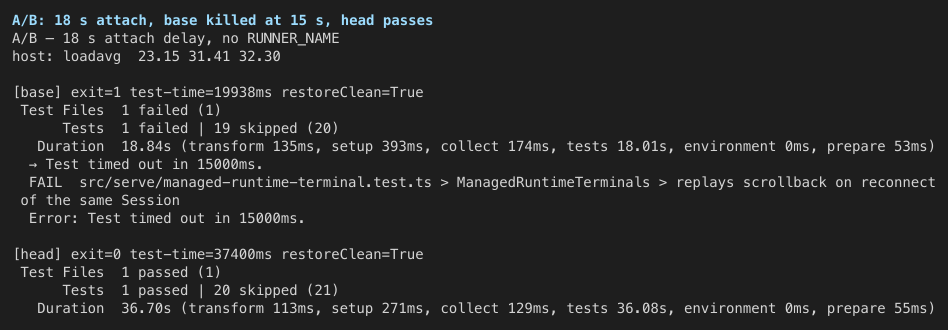 A/B: 18 s attach, base killed at 15 s, head passes
A/B — 18 s attach delay, no RUNNER_NAME
host: loadavg  23.15 31.41 32.30

[base] exit=1 test-time=19938ms restoreClean=True
 Test Files  1 failed (1)
      Tests  1 failed | 19 skipped (20)
   Duration  18.84s (transform 135ms, setup 393ms, collect 174ms, tests 18.01s, environment 0ms, prepare 53ms)
  → Test timed out in 15000ms.
  FAIL  src/serve/managed-runtime-terminal.test.ts > ManagedRuntimeTerminals > replays scrollback on reconnect
 of the same Session
  Error: Test timed out in 15000ms.

[head] exit=0 test-time=37400ms restoreClean=True
 Test Files  1 passed (1)
      Tests  1 passed | 20 skipped (21)
   Duration  36.70s (transform 113ms, setup 271ms, collect 129ms, tests 36.08s, environment 0ms, prepare 55ms)